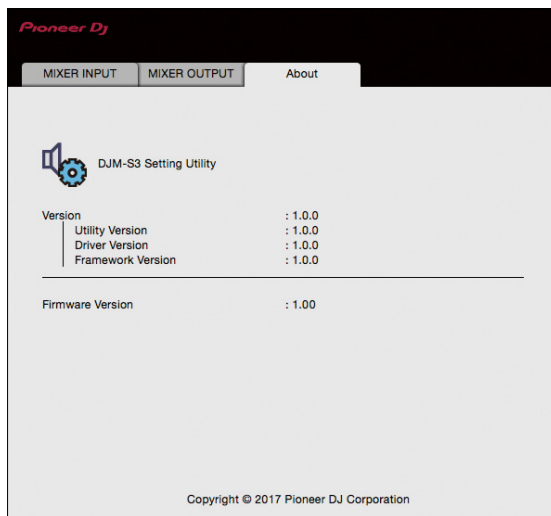 Pioneer Dj
MIXER INPUT MIXER OUTPUT About
DJM-S3 Setting Utility
Version : 1.0.0
Utility Version : 1.0.0
Driver Version : 1.0.0
Framework Version : 1.0.0
Firmware Version : 1.00
Copyright © 2017 Pioneer DJ Corporation